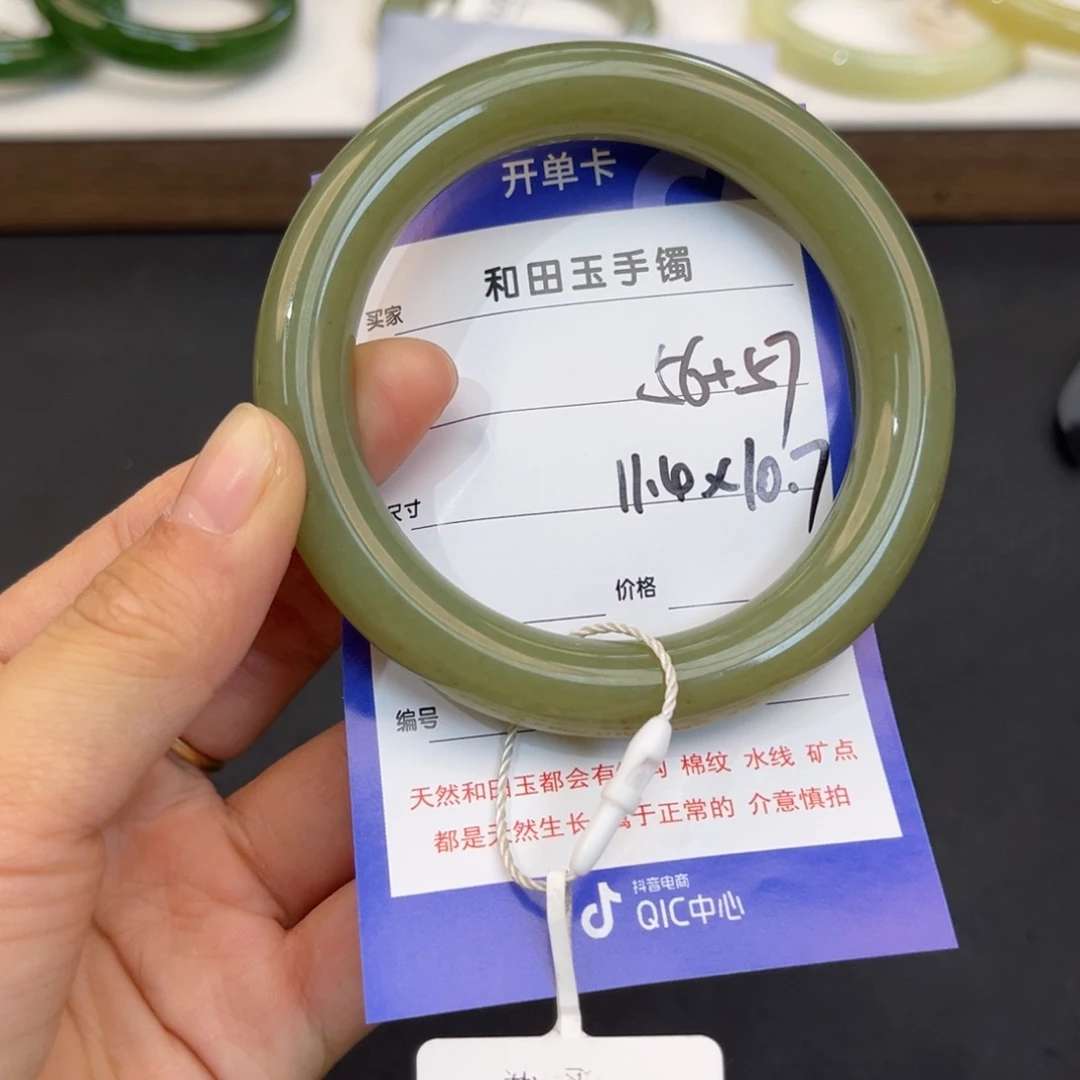 开单卡
和田玉手镯
买家
56+57
11.4×10.7
尺寸
价格
编号
天然和田玉都会有 棉纹 水线 矿点
都是天然生长 属于正常的 介意慎拍
抖音电商
QIC中心